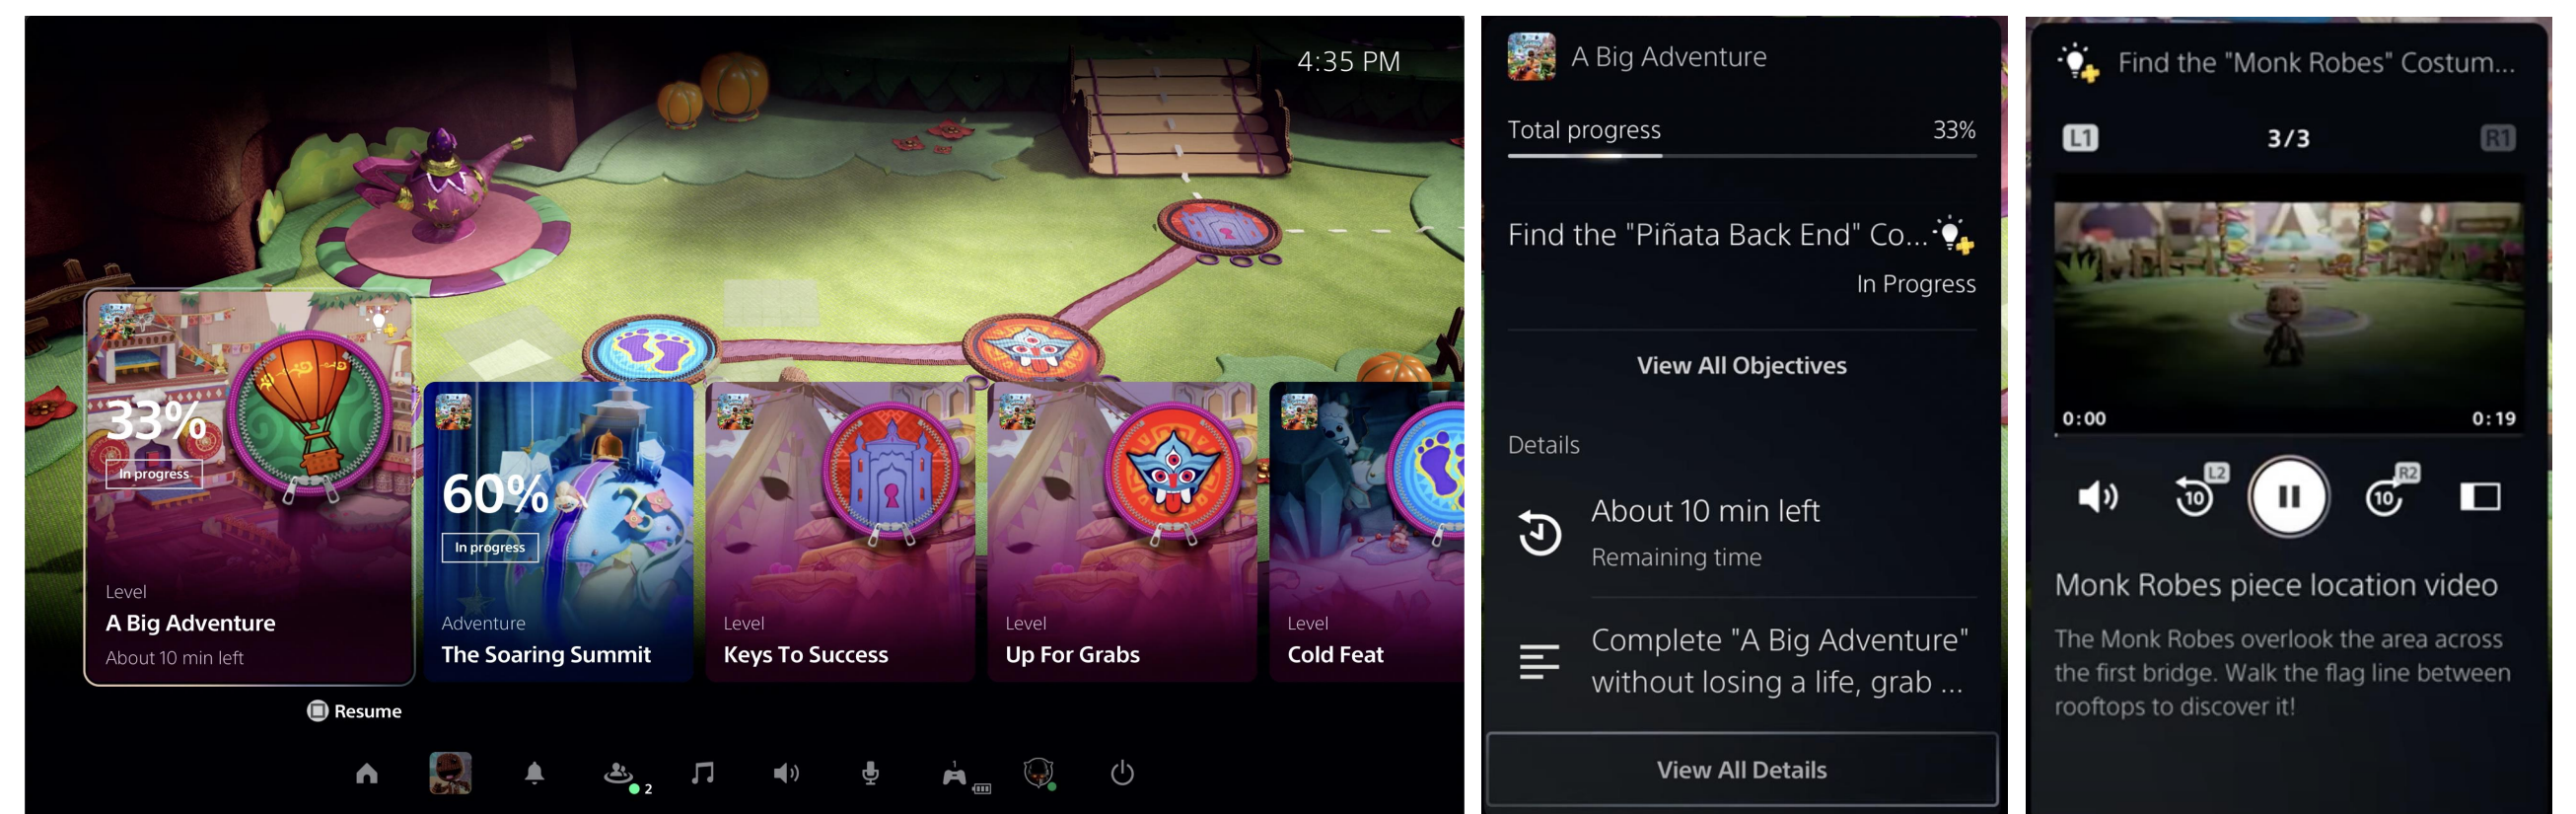 4:35 PM
33%
In progress
Level
A Big Adventure
About 10 min left
60%
In progress
Adventure
The Soaring Summit
Level
Keys To Success
Level
Up For Grabs
Level
Cold Feat
Resume
2
1
A Big Adventure
Total progress 33%
Find the "Piñata Back End" Co...
In Progress
View All Objectives
Details
About 10 min left
Remaining time
Complete "A Big Adventure"
without losing a life, grab ...
View All Details
Find the "Monk Robes" Costum...
L1 3/3 R1
0:00 0:19
10 L2 10 R2
Monk Robes piece location video
The Monk Robes overlook the area across
the first bridge. Walk the flag line between
rooftops to discover it!